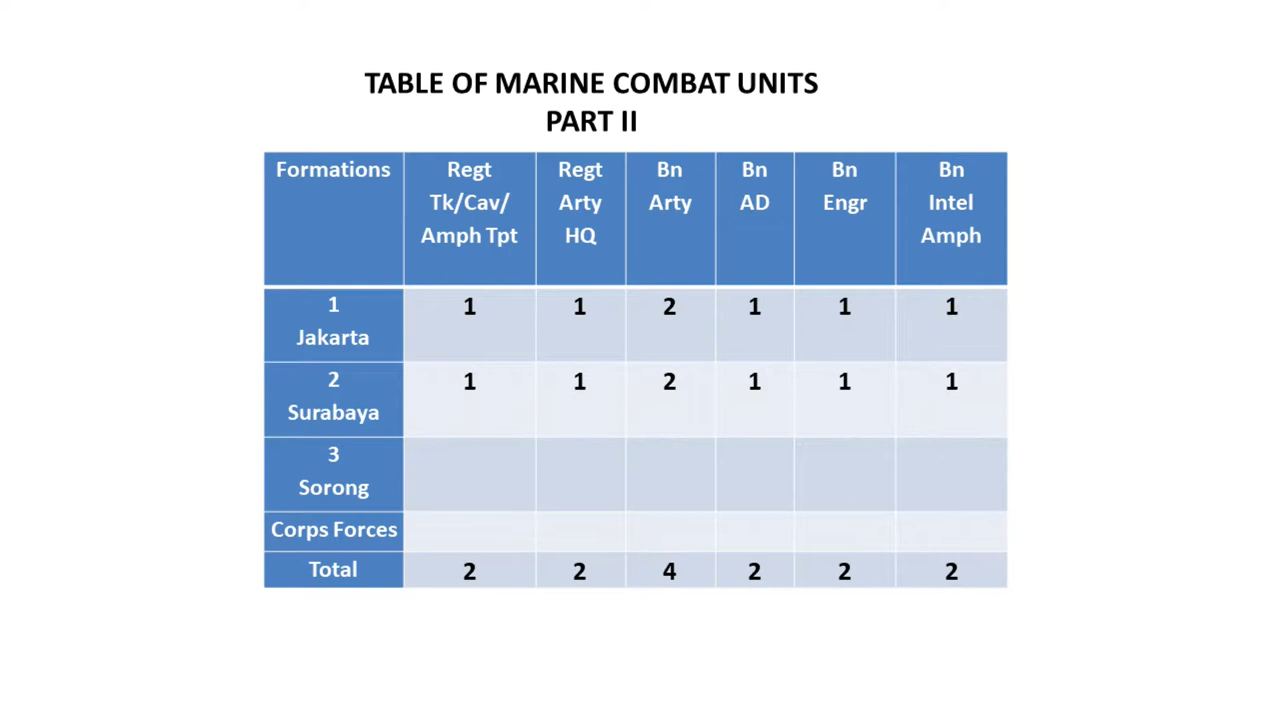 TABLE OF MARINE COMBAT UNITS
PART II
Formations Regt Regt Bn Bn Bn Bn
Tk/Cav/ Arty Arty AD Engr Intel
Amph Tpt HQ Amph
1 1 1 2 1 1 1
Jakarta
2 1 1 2 1 1 1
Surabaya
3
Sorong
Corps Forces
Total 2 2 4 2 2 2